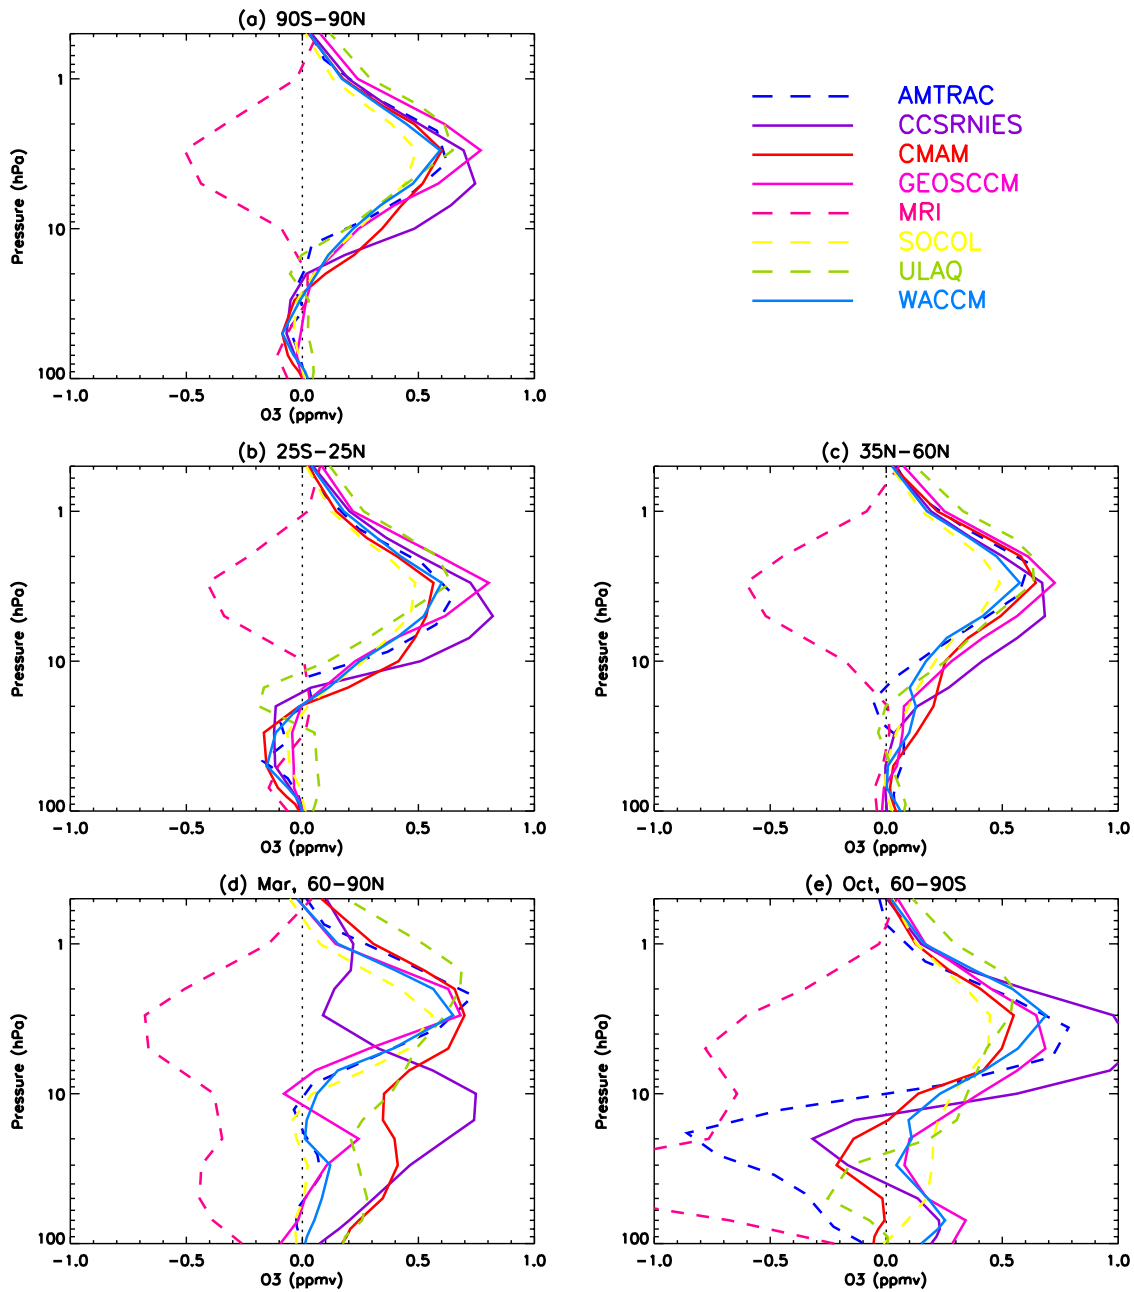 (a) 90S-90N
1
10
100
Pressure (hPa)
-1.0 -0.5 0.0 0.5 1.0
O3 (ppmv)
AMTRAC
CCSRNIES
CMAM
GEOSCCM
MRI
SOCOL
ULAQ
WACCM
(b) 25S-25N
1
10
100
Pressure (hPa)
-1.0 -0.5 0.0 0.5 1.0
O3 (ppmv)
(c) 35N-60N
1
10
100
Pressure (hPa)
-1.0 -0.5 0.0 0.5 1.0
O3 (ppmv)
(d) Mar, 60-90N
1
10
100
Pressure (hPa)
-1.0 -0.5 0.0 0.5 1.0
O3 (ppmv)
(e) Oct, 60-90S
1
10
100
Pressure (hPa)
-1.0 -0.5 0.0 0.5 1.0
O3 (ppmv)